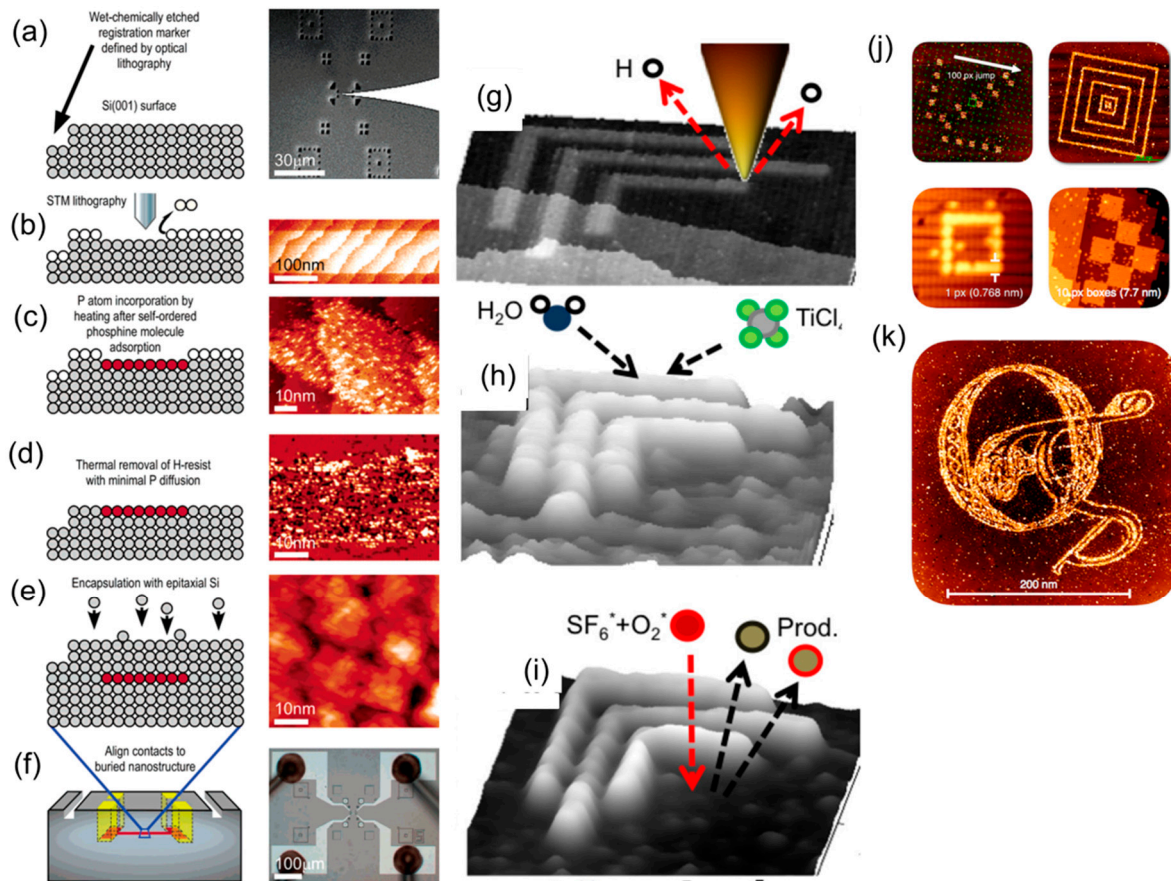 (a)
Wet-chemically etched
registration marker
defined by optical
lithography
Si(001) surface
30μm
(b)
STM lithography
100nm
(c)
P atom incorporation by
heating after self-ordered
phosphine molecule
adsorption
10nm
(d)
Thermal removal of H-resist
with minimal P diffusion
10nm
(e)
Encapsulation with epitaxial Si
10nm
(f)
Align contacts to
buried nanostructure
100μm
(g)
H
H₂O
TiCl₄
(h)
SF₆*+O₂*
Prod.
(i)
(j)
100 px jump
1 px (0.768 nm)
10 px boxes (7.7 nm)
(k)
200 nm